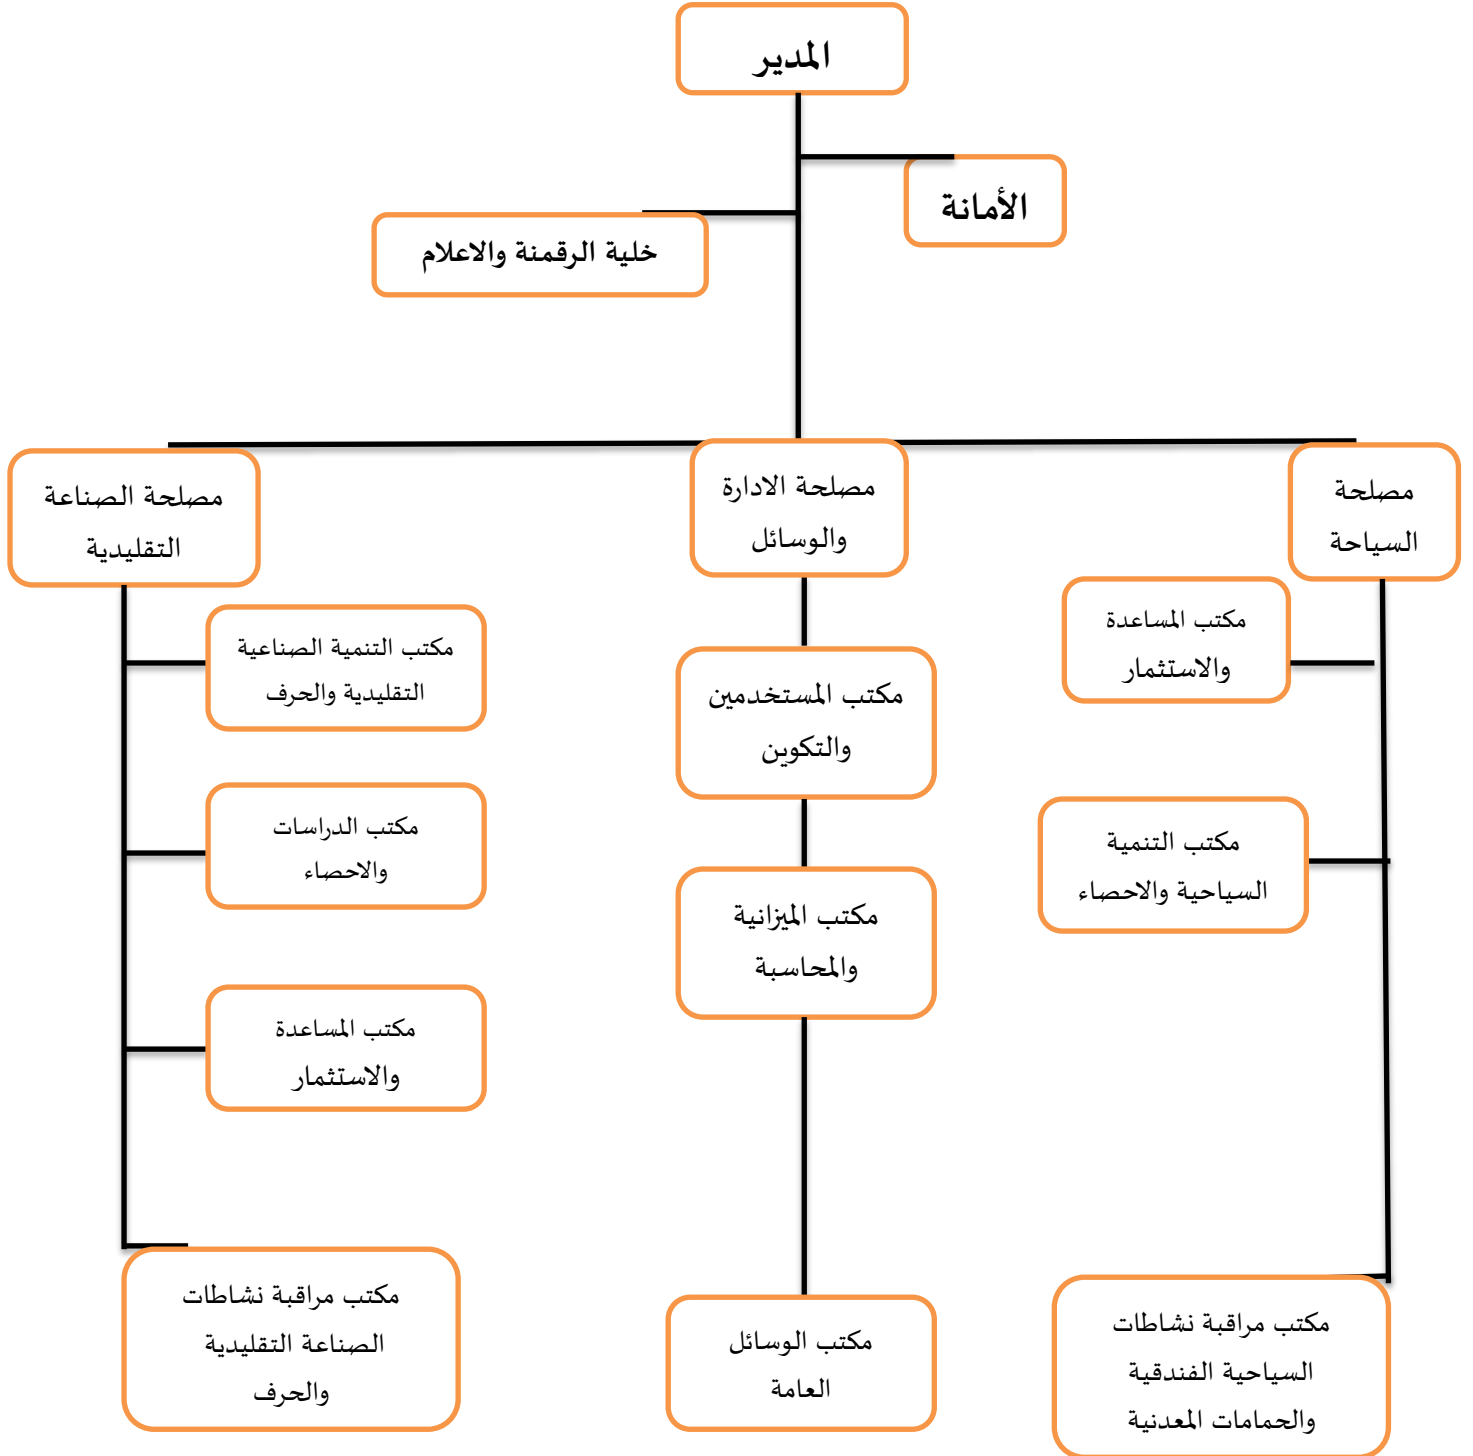 المدير
الأمانة
خلية الرقمنة والاعلام
مصلحة
السياحة
مكتب المساعدة
والاستثمار
مكتب التنمية
السياحية والاحصاء
مكتب مراقبة نشاطات
السياحية الفندقية
والحمامات المعدنية
مصلحة الادارة
والوسائل
مكتب المستخدمين
والتكوين
مكتب الميزانية
والمحاسبة
مكتب الوسائل
العامة
مصلحة الصناعة
التقليدية
مكتب التنمية الصناعية
التقليدية والحرف
مكتب الدراسات
والاحصاء
مكتب المساعدة
والاستثمار
مكتب مراقبة نشاطات
الصناعة التقليدية
والحرف